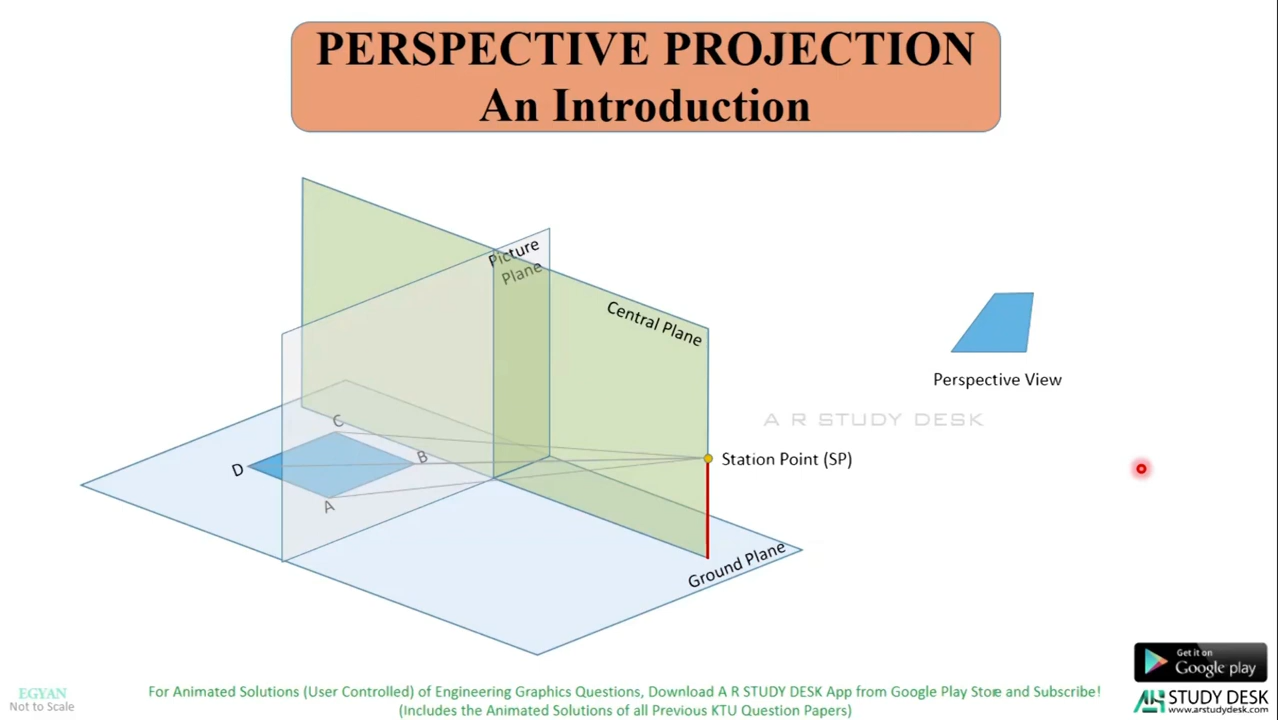 PERSPECTIVE PROJECTION
An Introduction
Picture
Plane
Central Plane
C
B
D
A
Station Point (SP)
Ground Plane
Perspective View
A R STUDY DESK
Get it on
Google play
EGYAN
Not to Scale
For Animated Solutions (User Controlled) of Engineering Graphics Questions, Download A R STUDY DESK App from Google Play Store and Subscribe!
(Includes the Animated Solutions of all Previous KTU Question Papers)
STUDY DESK
www.arstudydesk.com